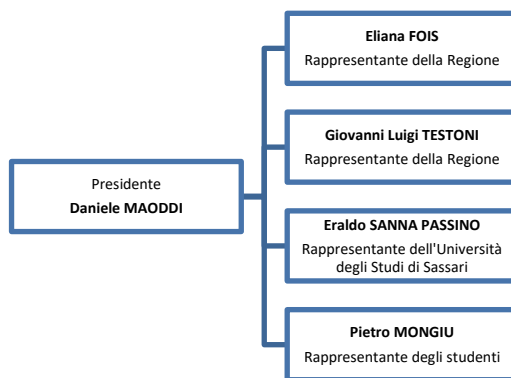 Eliana FOIS
Rappresentante della Regione
Giovanni Luigi TESTONI
Rappresentante della Regione
Presidente
Daniele MAODDI
Eraldo SANNA PASSINO
Rappresentante dell'Università
degli Studi di Sassari
Pietro MONGIU
Rappresentante degli studenti